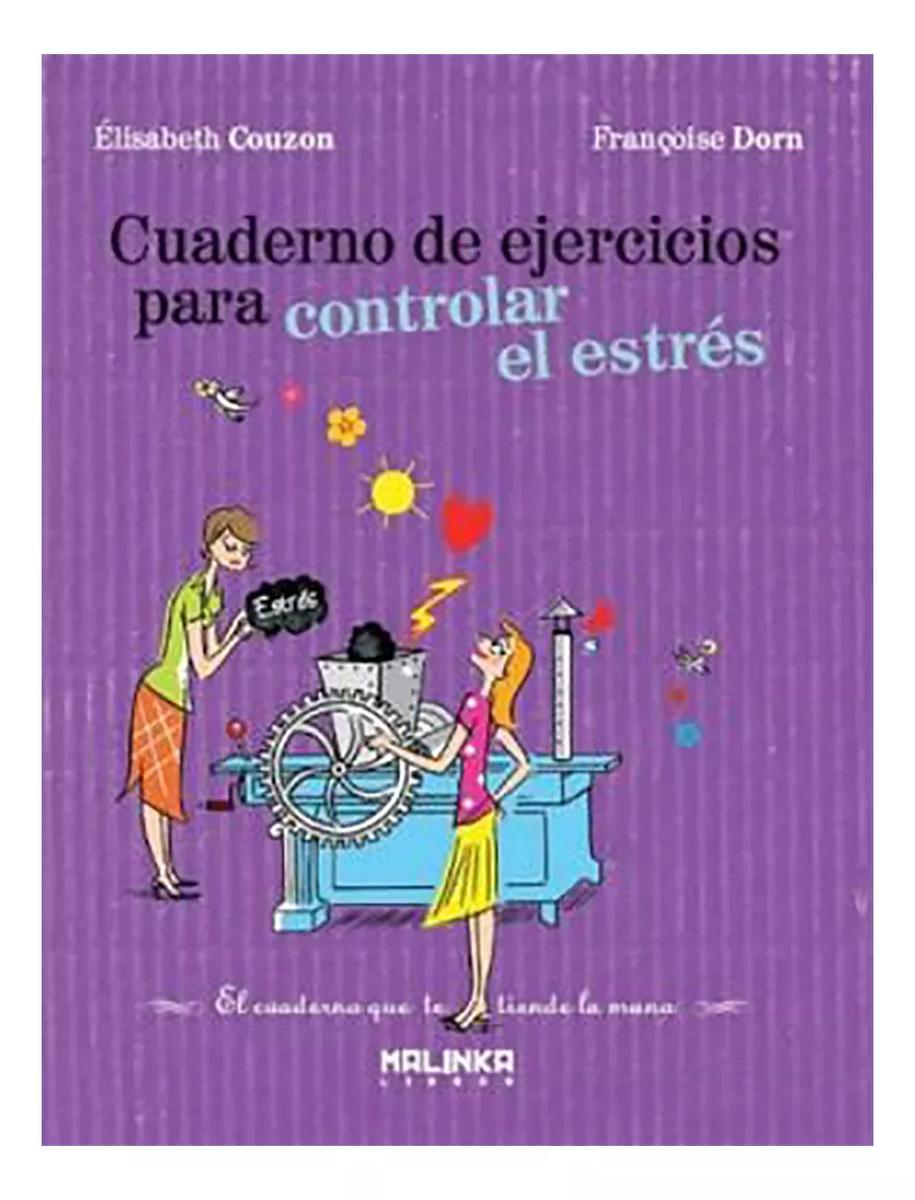 Élisabeth Couzon
Françoise Dorn
Cuaderno de ejercicios
para controlar
el estrés
Estrés
El cuaderno que te tiende la mano
MALINKA
LIBROS